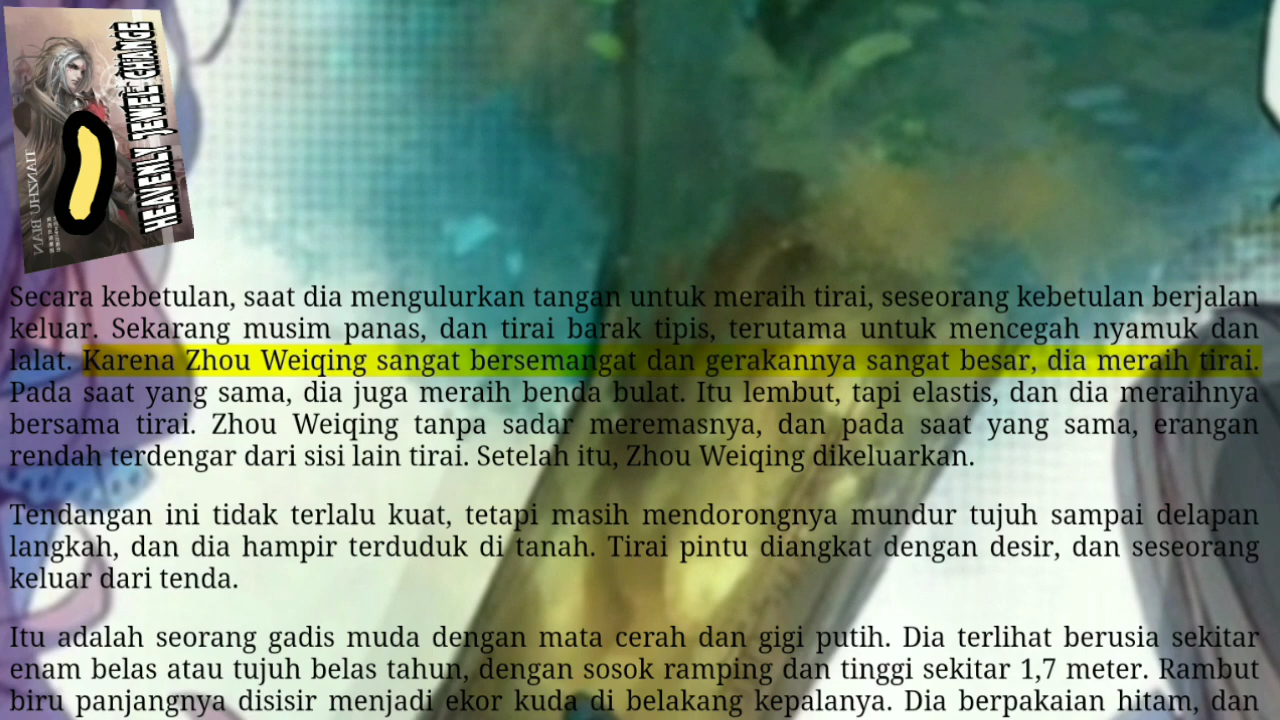 HEAVENLY JEWEL CHANGE
TIANZHU BIAN
Secara kebetulan, saat dia mengulurkan tangan untuk meraih tirai, seseorang kebetulan berjalan
keluar. Sekarang musim panas, dan tirai barak tipis, terutama untuk mencegah nyamuk dan
lalat. Karena Zhou Weiqing sangat bersemangat dan gerakannya sangat besar, dia meraih tirai.
Pada saat yang sama, dia juga meraih benda bulat. Itu lembut, tapi elastis, dan dia meraihnya
bersama tirai. Zhou Weiqing tanpa sadar meremasnya, dan pada saat yang sama, erangan
rendah terdengar dari sisi lain tirai. Setelah itu, Zhou Weiqing dikeluarkan.
Tendangan ini tidak terlalu kuat, tetapi masih mendorongnya mundur tujuh sampai delapan
langkah, dan dia hampir terduduk di tanah. Tirai pintu diangkat dengan desir, dan seseorang
keluar dari tenda.
Itu adalah seorang gadis muda dengan mata cerah dan gigi putih. Dia terlihat berusia sekitar
enam belas atau tujuh belas tahun, dengan sosok ramping dan tinggi sekitar 1,7 meter. Rambut
biru panjangnya disisir menjadi ekor kuda di belakang kepalanya. Dia berpakaian hitam, dan